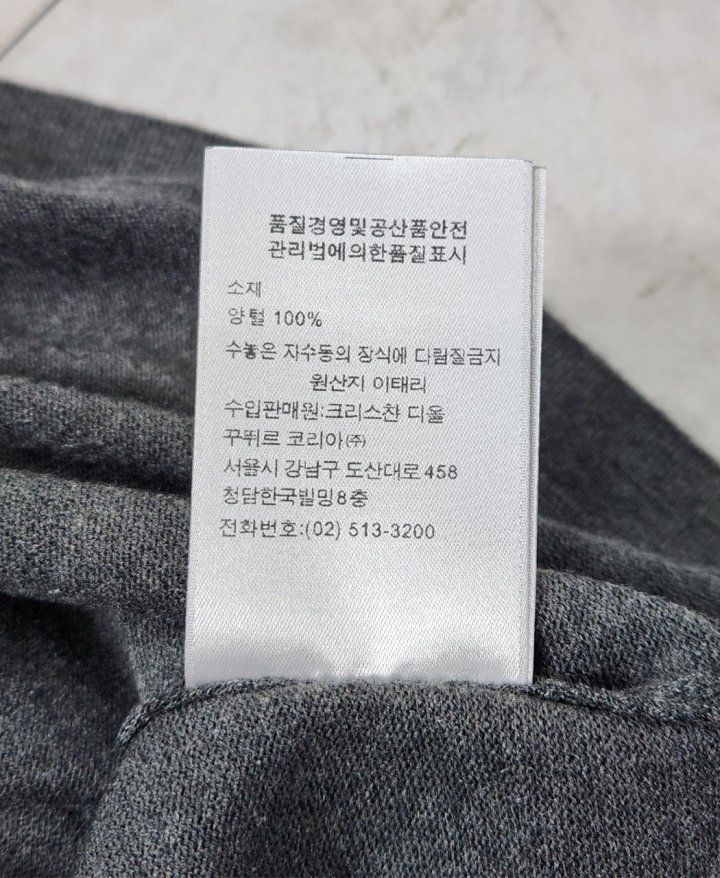 품질경영및공산품안전
관리법에의한품질표시
소재
양털 100%
수놓은 자수등의 장식에 다림질금지
원산지 이태리
수입판매원:크리스챤 디올
꾸뛰르 코리아㈜
서울시 강남구 도산대로 458
청담한국빌딩8층
전화번호:(02) 513-3200